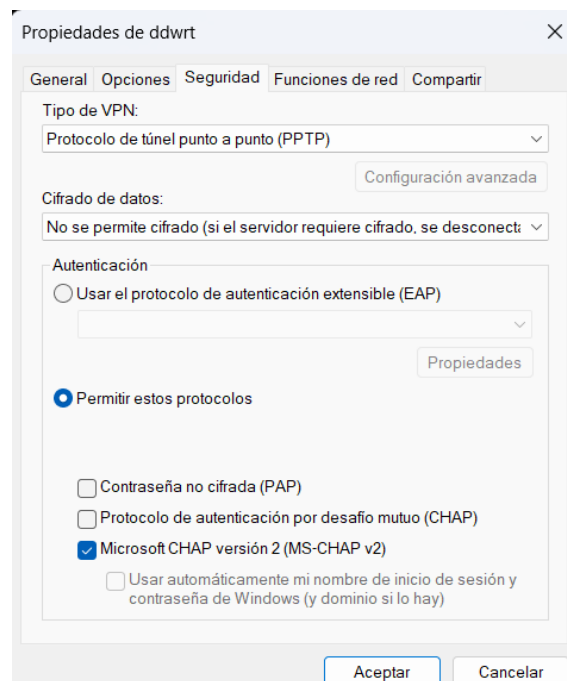 Propiedades de ddwrt
General Opciones Seguridad Funciones de red Compartir
Tipo de VPN:
Protocolo de túnel punto a punto (PPTP)
Configuración avanzada
Cifrado de datos:
No se permite cifrado (si el servidor requiere cifrado, se desconecta
Autenticación
Usar el protocolo de autenticación extensible (EAP)
Propiedades
Permitir estos protocolos
Contraseña no cifrada (PAP)
Protocolo de autenticación por desafío mutuo (CHAP)
Microsoft CHAP versión 2 (MS-CHAP v2)
Usar automáticamente mi nombre de inicio de sesión y
contraseña de Windows (y dominio si lo hay)
Aceptar Cancelar